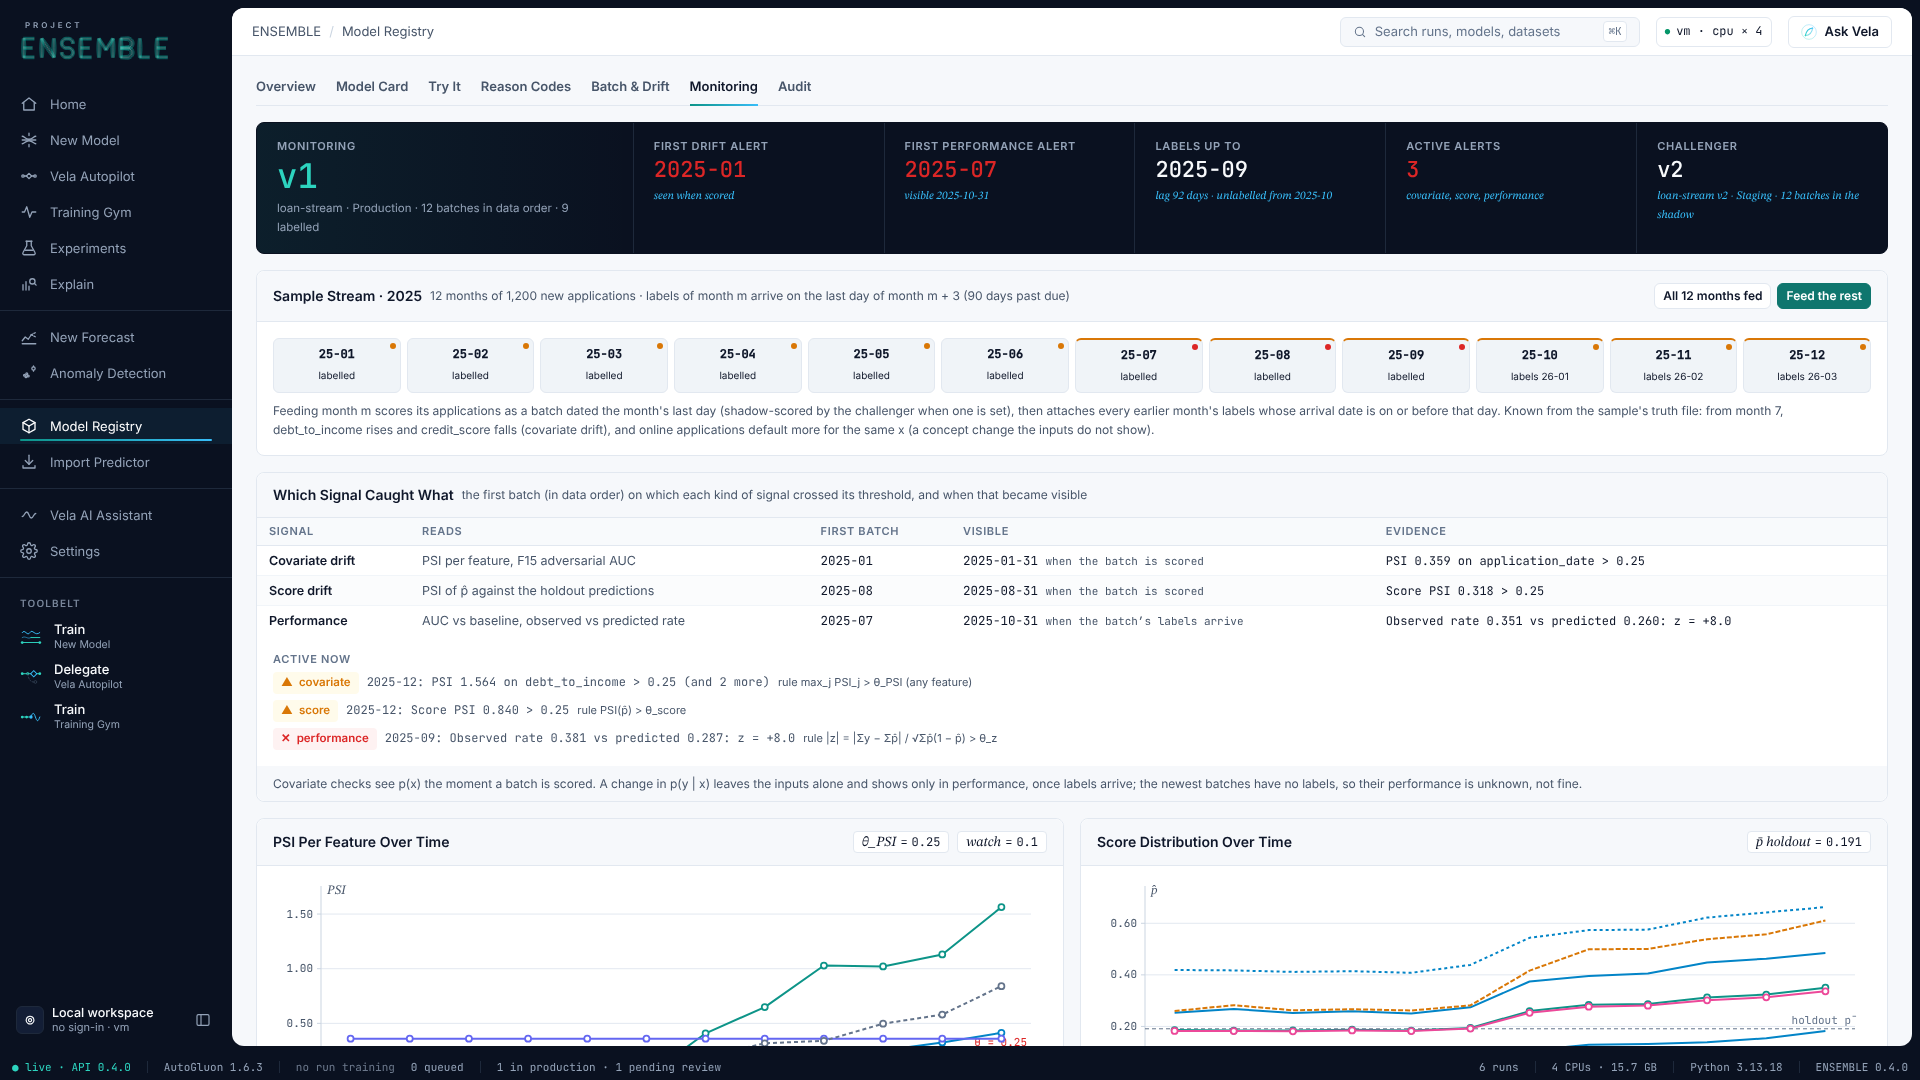 PROJECT
ENSEMBLE
Home
New Model
Vela Autopilot
Training Gym
Experiments
Explain
New Forecast
Anomaly Detection
Model Registry
Import Predictor
Vela AI Assistant
Settings
TOOLBELT
Train
New Model
Delegate
Vela Autopilot
Train
Training Gym
Local workspace
no sign-in · vm
ENSEMBLE / Model Registry
Search runs, models, datasets ⌘K
vm · cpu × 4
Ask Vela
Overview Model Card Try It Reason Codes Batch & Drift Monitoring Audit
MONITORING
v1
loan-stream · Production · 12 batches in data order · 9
labelled
FIRST DRIFT ALERT
2025-01
seen when scored
FIRST PERFORMANCE ALERT
2025-07
visible 2025-10-31
LABELS UP TO
2025-09
lag 92 days · unlabelled from 2025-10
ACTIVE ALERTS
3
covariate, score, performance
CHALLENGER
v2
loan-stream v2 · Staging · 12 batches in the
shadow
Sample Stream · 2025 12 months of 1,200 new applications · labels of month m arrive on the last day of month m + 3 (90 days past due)
All 12 months fed
Feed the rest
25-01 25-02 25-03 25-04 25-05 25-06 25-07 25-08 25-09 25-10 25-11 25-12
labelled labelled labelled labelled labelled labelled labelled labelled labelled labels 26-01 labels 26-02 labels 26-03
Feeding month m scores its applications as a batch dated the month's last day (shadow-scored by the challenger when one is set), then attaches every earlier month's labels whose arrival date is on or before that day. Known from the sample's truth file: from month 7,
debt_to_income rises and credit_score falls (covariate drift), and online applications default more for the same x (a concept change the inputs do not show).
Which Signal Caught What the first batch (in data order) on which each kind of signal crossed its threshold, and when that became visible
SIGNAL READS FIRST BATCH VISIBLE EVIDENCE
Covariate drift PSI per feature, F15 adversarial AUC 2025-01 2025-01-31 when the batch is scored PSI 0.359 on application_date > 0.25
Score drift PSI of p̂ against the holdout predictions 2025-08 2025-08-31 when the batch is scored Score PSI 0.318 > 0.25
Performance AUC vs baseline, observed vs predicted rate 2025-07 2025-10-31 when the batch's labels arrive Observed rate 0.351 vs predicted 0.260: z = +8.0
ACTIVE NOW
▲ covariate 2025-12: PSI 1.564 on debt_to_income > 0.25 (and 2 more) rule max_j PSI_j > θ_PSI (any feature)
▲ score 2025-12: Score PSI 0.840 > 0.25 rule PSI(p̂) > θ_score
✕ performance 2025-09: Observed rate 0.381 vs predicted 0.287: z = +8.0 rule |z| = |Σy − Σp̂| / √Σp̂(1 − p̂) > θ_z
Covariate checks see p(x) the moment a batch is scored. A change in p(y | x) leaves the inputs alone and shows only in performance, once labels arrive; the newest batches have no labels, so their performance is unknown, not fine.
PSI Per Feature Over Time
θ_PSI = 0.25
watch = 0.1
PSI
1.50
1.00
0.50
θ = 0.25
Score Distribution Over Time
p̄ holdout = 0.191
p̂
0.60
0.40
0.20
holdout p̄
live · API 0.4.0 AutoGluon 1.6.3 no run training 0 queued 1 in production · 1 pending review
6 runs 4 CPUs · 15.7 GB Python 3.13.18 ENSEMBLE 0.4.0